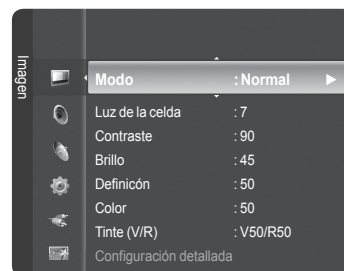 Imagen
Modo : Normal ►
Luz de la celda : 7
Contraste : 90
Brillo : 45
Definicón : 50
Color : 50
Tinte (V/R) : V50/R50
Configuración detallada